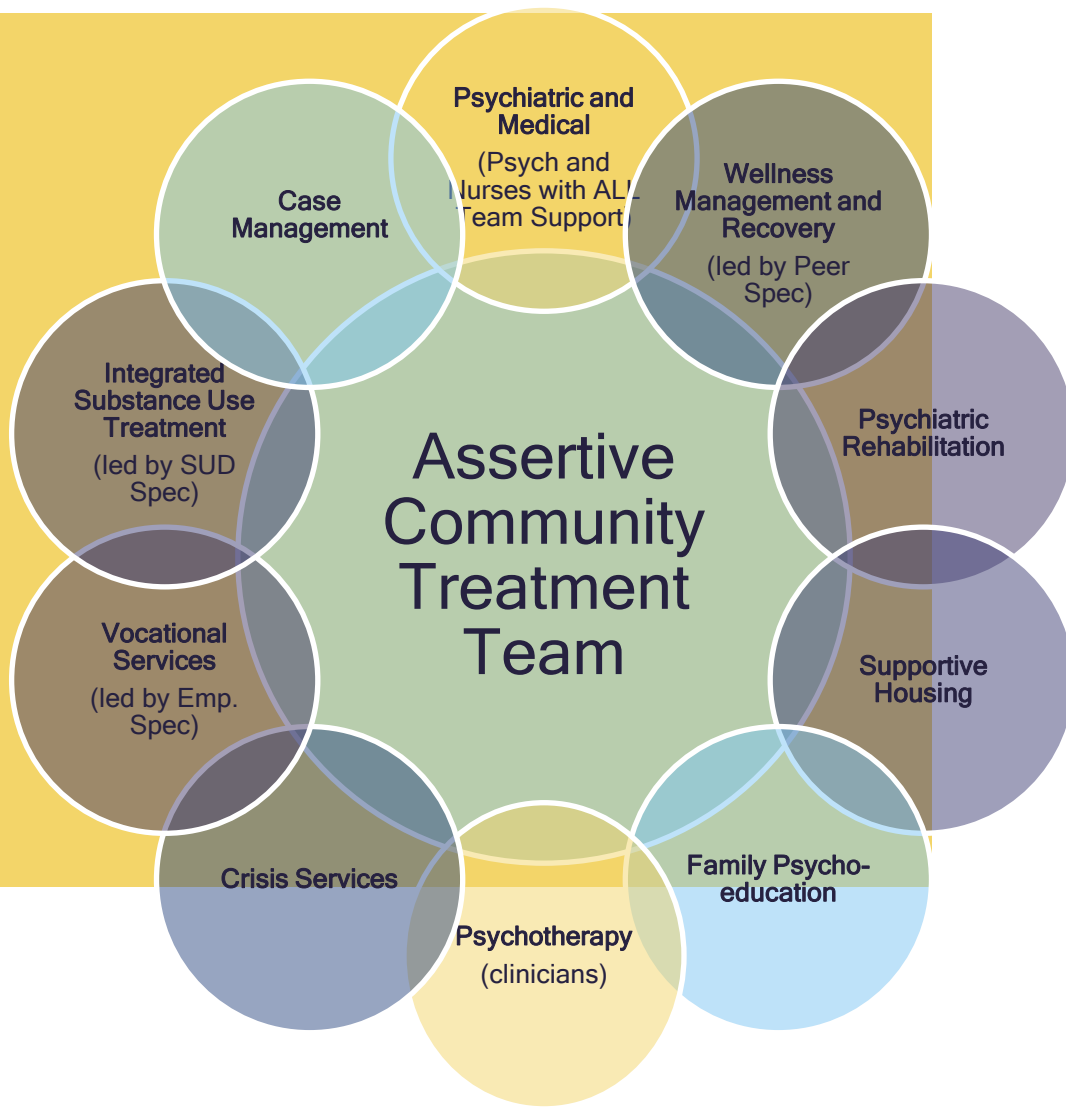 Psychiatric and
Medical
(Psych and
Nurses with ALL
Team Support)
Wellness
Management and
Recovery
(led by Peer
Spec)
Psychiatric
Rehabilitation
Supportive
Housing
Family Psycho-
education
Psychotherapy
(clinicians)
Crisis Services
Vocational
Services
(led by Emp.
Spec)
Integrated
Substance Use
Treatment
(led by SUD
Spec)
Case
Management
Assertive
Community
Treatment
Team